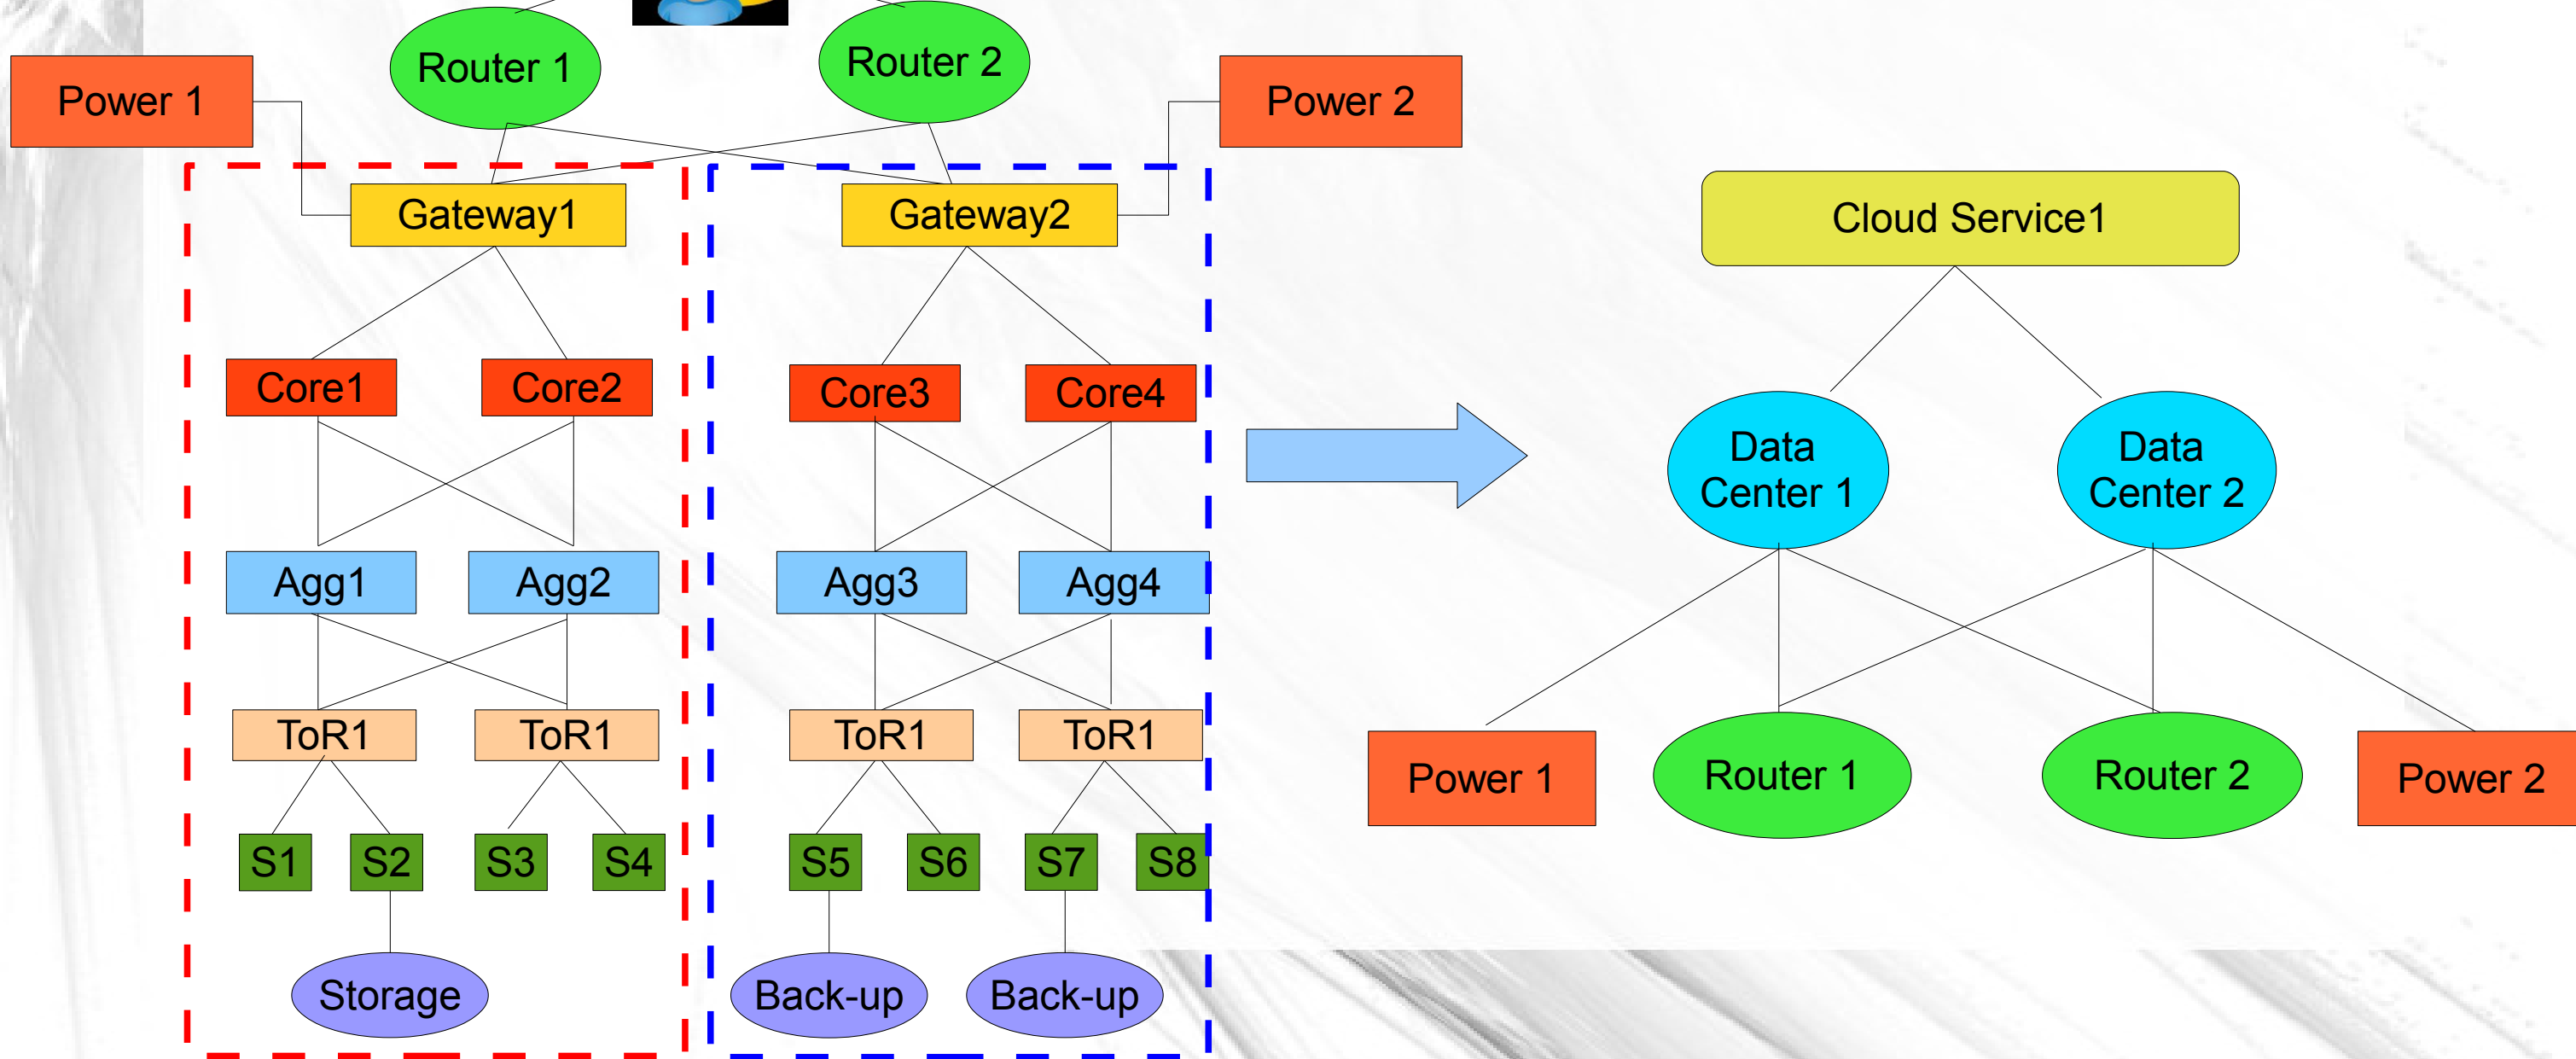 Router 1
Router 2
Power 1
Power 2
Gateway1
Gateway2
Core1
Core2
Core3
Core4
Agg1
Agg2
Agg3
Agg4
ToR1
ToR1
ToR1
ToR1
S1
S2
S3
S4
S5
S6
S7
S8
Storage
Back-up
Back-up
Cloud Service1
Data
Center 1
Data
Center 2
Power 1
Router 1
Router 2
Power 2